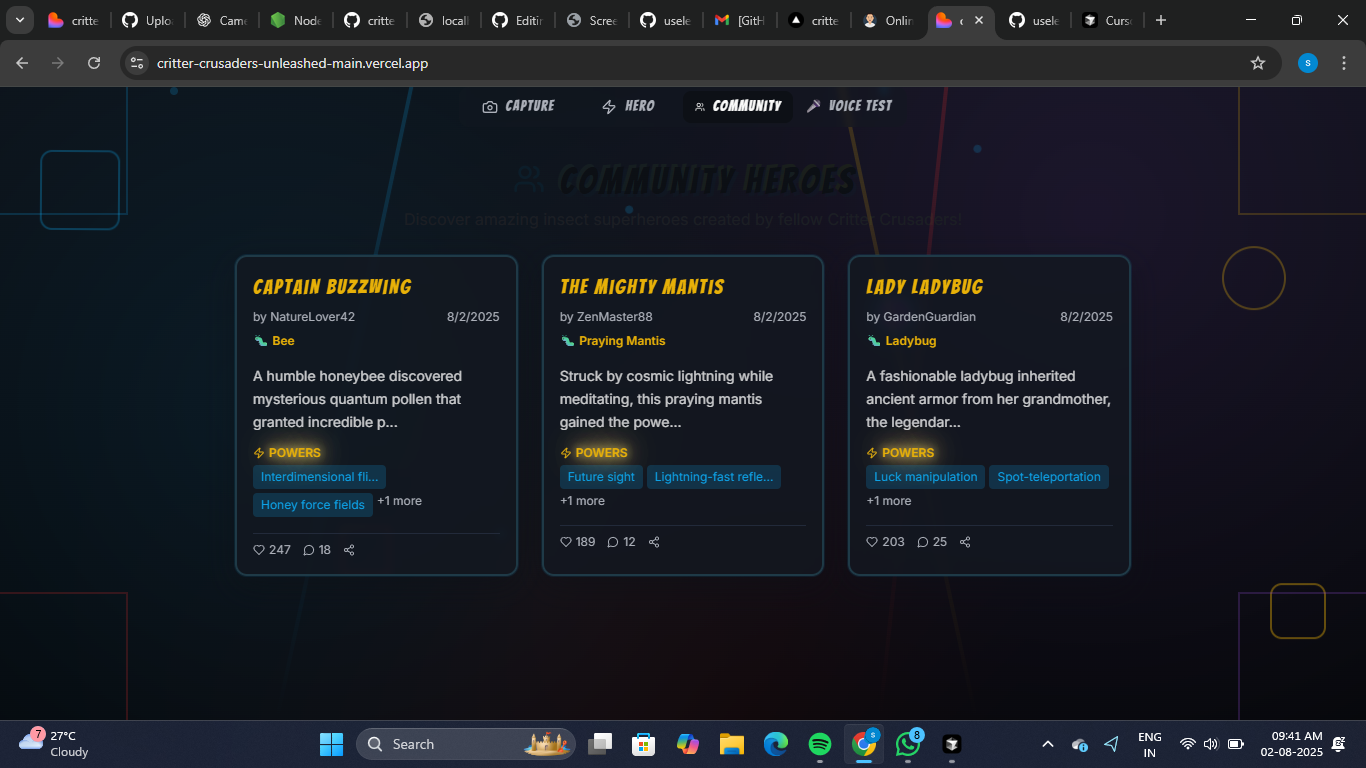 critte
Uploa
Came
Node
critte
locall
Editin
Scree
usele
[GitH
critte
Onlin
c
usele
Curso
critter-crusaders-unleashed-main.vercel.app
s
CAPTURE
HERO
COMMUNITY
VOICE TEST
COMMUNITY HEROES
Discover amazing insect superheroes created by fellow Critter Crusaders!
CAPTAIN BUZZWING
by NatureLover42 8/2/2025
Bee
A humble honeybee discovered
mysterious quantum pollen that
granted incredible p...
POWERS
Interdimensional fli...
Honey force fields +1 more
247 18
THE MIGHTY MANTIS
by ZenMaster88 8/2/2025
Praying Mantis
Struck by cosmic lightning while
meditating, this praying mantis
gained the powe...
POWERS
Future sight Lightning-fast refle...
+1 more
189 12
LADY LADYBUG
by GardenGuardian 8/2/2025
Ladybug
A fashionable ladybug inherited
ancient armor from her grandmother,
the legendar...
POWERS
Luck manipulation Spot-teleportation
+1 more
203 25
7
27°C
Cloudy
Search
s
8
ENG
IN
09:41 AM
02-08-2025